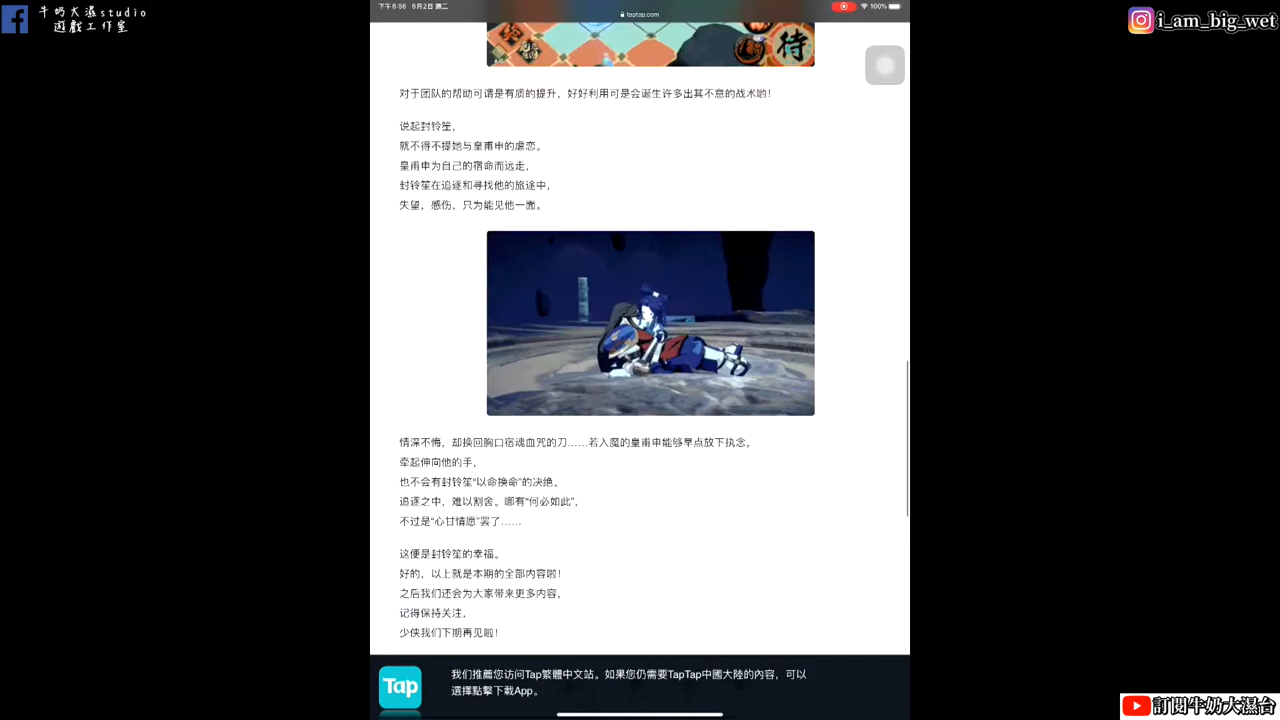 牛奶大濕studio
遊戲工作室
下午6:56 6月2日 週二
100%
taptap.com
i_am_big_wet
待
对于团队的帮助可谓是有质的提升，好好利用可是会诞生许多出其不意的战术哟！
说起封铃笙，
就不得不提她与皇甫申的虐恋。
皇甫申为自己的宿命而远走，
封铃笙在追逐和寻找他的旅途中，
失望，感伤，只为能见他一面。
情深不悔，却换回胸口宿魂血咒的刀……若入魔的皇甫申能够早点放下执念，
牵起伸向他的手，
也不会有封铃笙“以命换命”的决绝。
追逐之中，难以割舍。哪有“何必如此”，
不过是“心甘情愿”罢了……
这便是封铃笙的幸福。
好的，以上就是本期的全部内容啦！
之后我们还会为大家带来更多内容，
记得保持关注，
少侠我们下期再见啦！
Tap
我们推薦您访问Tap繁體中文站。如果您仍需要TapTap中國大陸的內容，可以
選擇點擊下載App。
訂閱牛奶大濕台